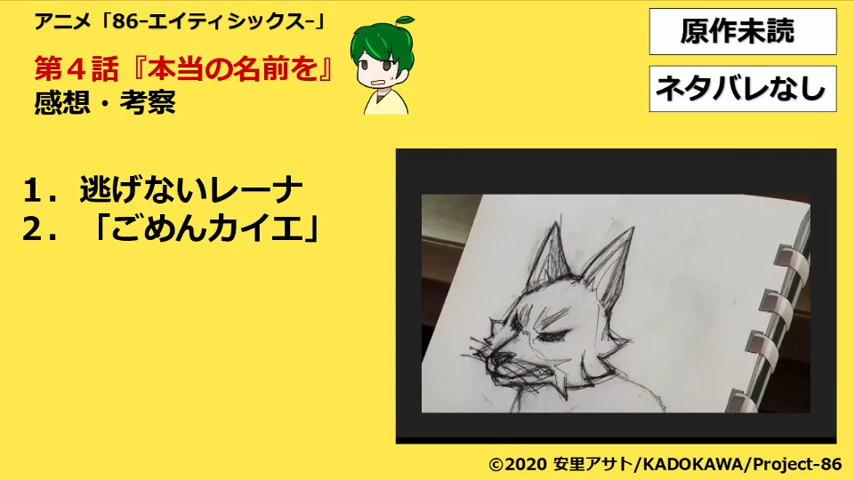 アニメ「86-エイティシックス-」
第４話『本当の名前を』
感想・考察
原作未読
ネタバレなし
１．逃げないレーナ
２．「ごめんカイエ」
©2020 安里アサト/KADOKAWA/Project-86